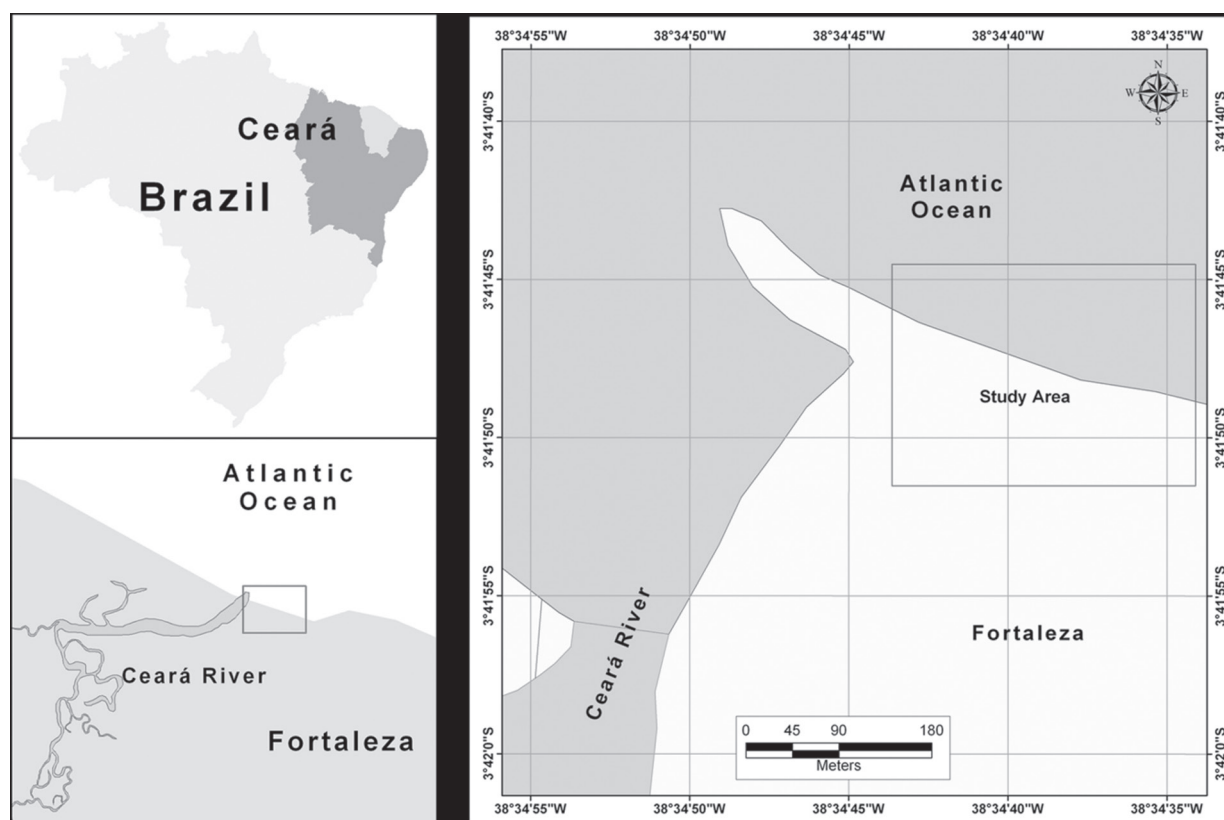 Ceará
Brazil
Atlantic
Ocean
Ceará River
Fortaleza
38°34'55"W 38°34'50"W 38°34'45"W 38°34'40"W 38°34'35"W
3°41'40"S 3°41'40"S
3°41'45"S 3°41'45"S
3°41'50"S 3°41'50"S
3°41'55"S 3°41'55"S
3°42'0"S 3°42'0"S
N
W E
S
Atlantic
Ocean
Study Area
Ceará River
Fortaleza
0 45 90 180
Meters
38°34'55"W 38°34'50"W 38°34'45"W 38°34'40"W 38°34'35"W